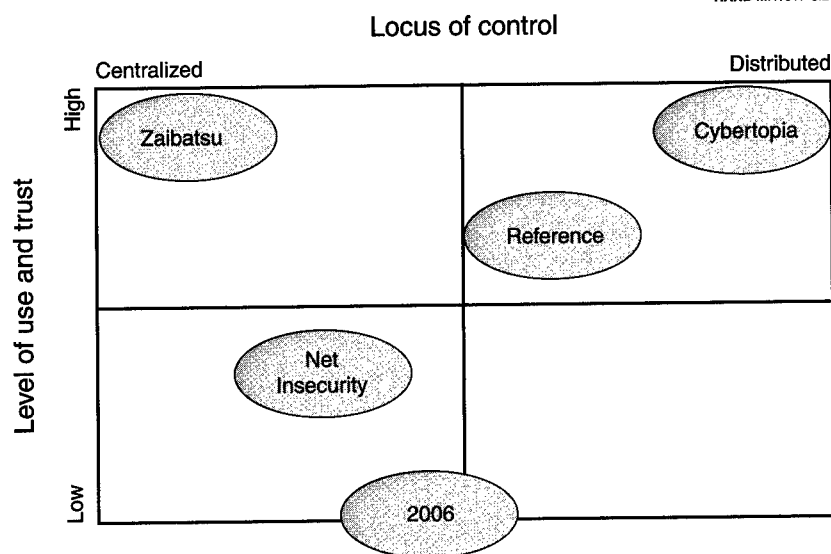 Locus of control
Centralized
Distributed
High
Zaibatsu
Cybertopia
Reference
Level of use and trust
Net
Insecurity
Low
2006